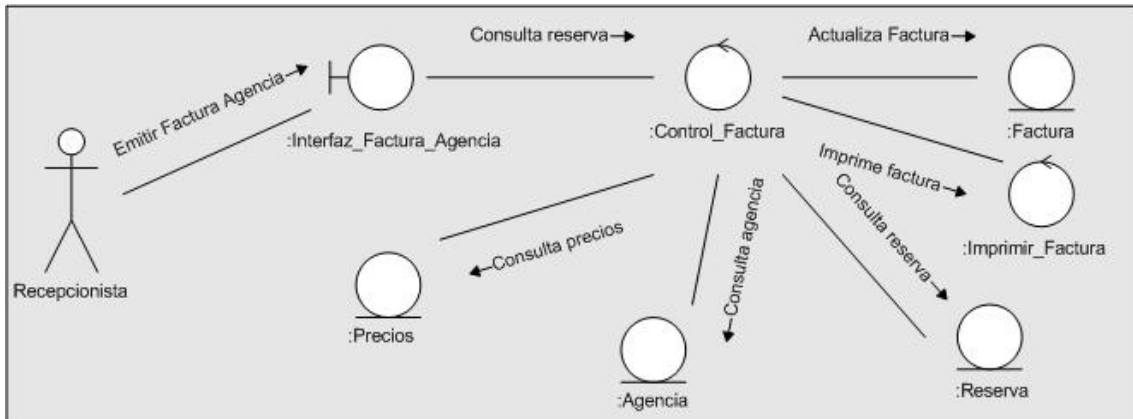 Consulta reserva
Actualiza Factura
Emitir Factura Agencia
:Interfaz_Factura_Agencia
:Control_Factura
:Factura
Imprime factura
Consulta reserva
:Imprimir_Factura
Consulta precios
Consulta agencia
Recepcionista
:Precios
:Agencia
:Reserva